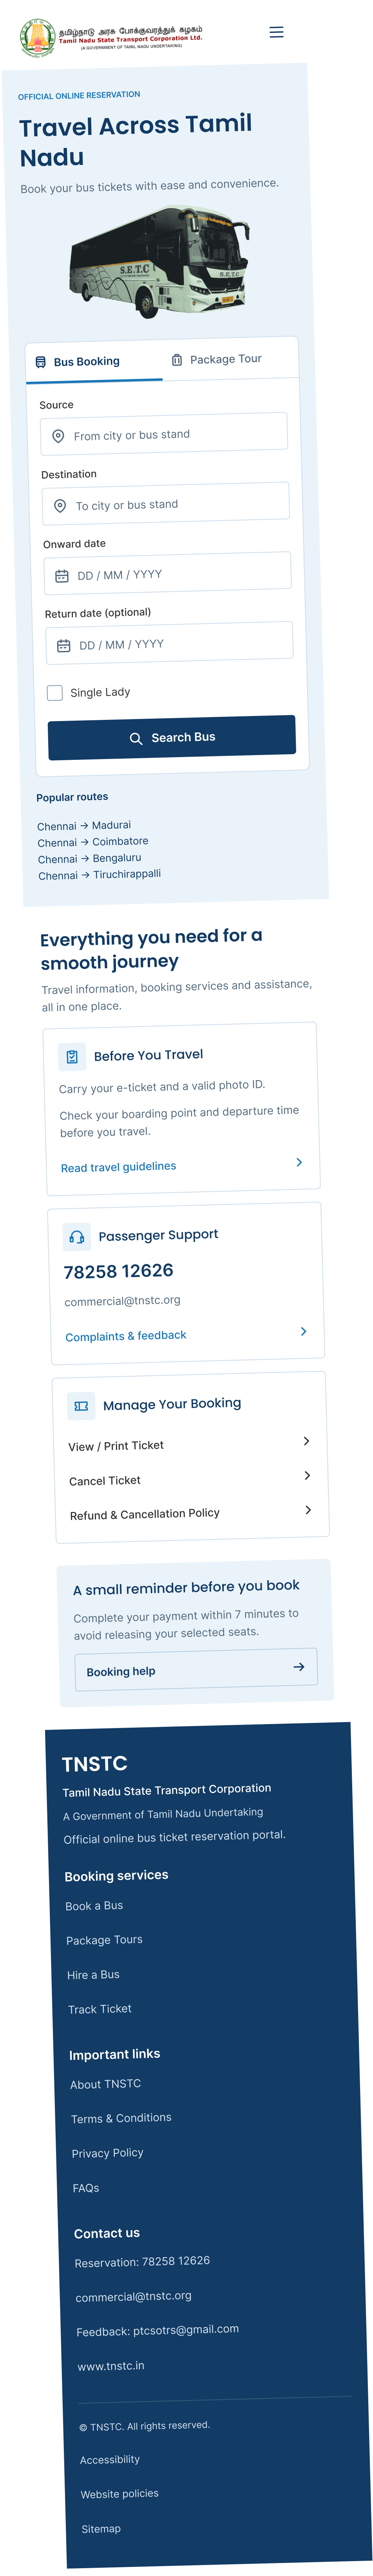 தமிழ்நாடு அரசு போக்குவரத்துக் கழகம்
Tamil Nadu State Transport Corporation Ltd.
(A GOVERNMENT OF TAMIL NADU UNDERTAKING)
OFFICIAL ONLINE RESERVATION
Travel Across Tamil
Nadu
Book your bus tickets with ease and convenience.
S.E.T.C
S.E.T.C
Bus Booking
Package Tour
Source
From city or bus stand
Destination
To city or bus stand
Onward date
DD / MM / YYYY
Return date (optional)
DD / MM / YYYY
Single Lady
Search Bus
Popular routes
Chennai → Madurai
Chennai → Coimbatore
Chennai → Bengaluru
Chennai → Tiruchirappalli
Everything you need for a
smooth journey
Travel information, booking services and assistance,
all in one place.
Before You Travel
Carry your e-ticket and a valid photo ID.
Check your boarding point and departure time
before you travel.
Read travel guidelines
Passenger Support
78258 12626
commercial@tnstc.org
Complaints & feedback
Manage Your Booking
View / Print Ticket
Cancel Ticket
Refund & Cancellation Policy
A small reminder before you book
Complete your payment within 7 minutes to
avoid releasing your selected seats.
Booking help
TNSTC
Tamil Nadu State Transport Corporation
A Government of Tamil Nadu Undertaking
Official online bus ticket reservation portal.
Booking services
Book a Bus
Package Tours
Hire a Bus
Track Ticket
Important links
About TNSTC
Terms & Conditions
Privacy Policy
FAQs
Contact us
Reservation: 78258 12626
commercial@tnstc.org
Feedback: ptcsotrs@gmail.com
www.tnstc.in
© TNSTC. All rights reserved.
Accessibility
Website policies
Sitemap